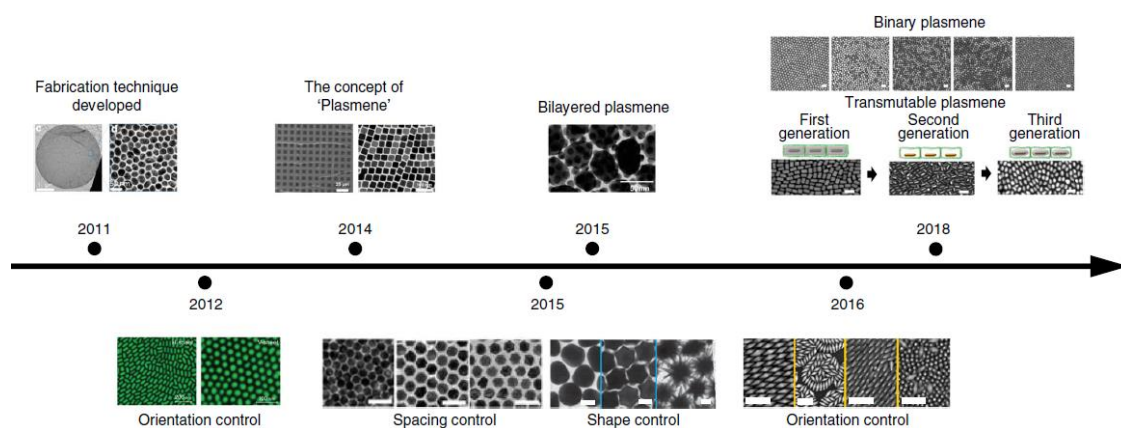 Binary plasmene
Fabrication technique
developed
The concept of
'Plasmene'
Bilayered plasmene
Transmutable plasmene
First
generation
Second
generation
Third
generation
2011
2014
2015
2018
2012
2015
2016
Orientation control
Spacing control
Shape control
Orientation control